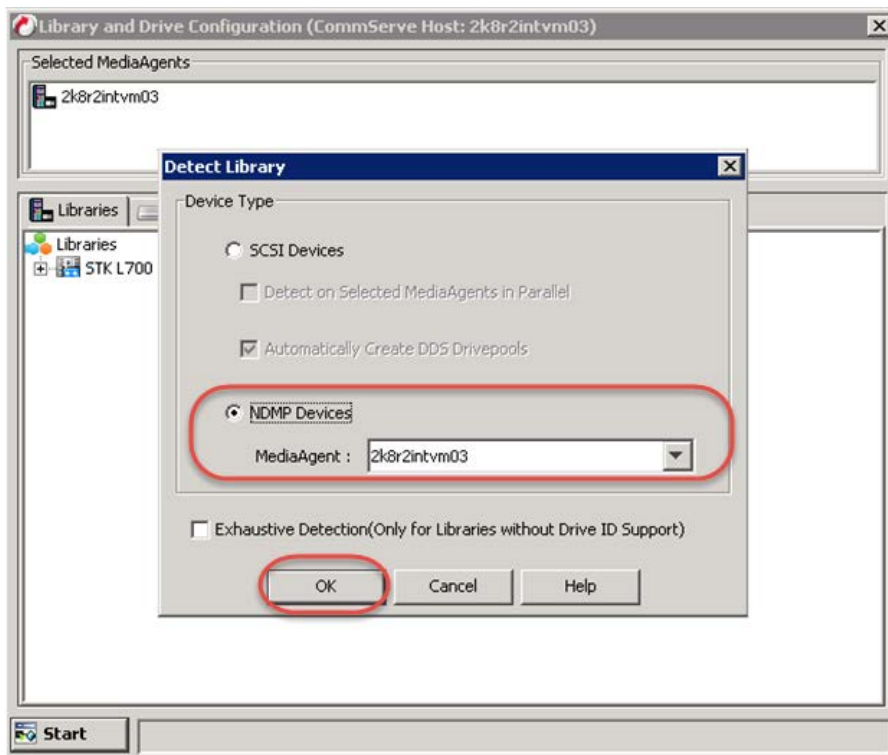 Library and Drive Configuration (CommServe Host: 2k8r2intvm03)
Selected MediaAgents
2k8r2intvm03
Detect Library
Device Type
Libraries
Libraries
STK L700
SCSI Devices
Detect on Selected MediaAgents in Parallel
Automatically Create DDS Drivepools
NDMP Devices
MediaAgent : 2k8r2intvm03
Exhaustive Detection(Only for Libraries without Drive ID Support)
OK Cancel Help
Start